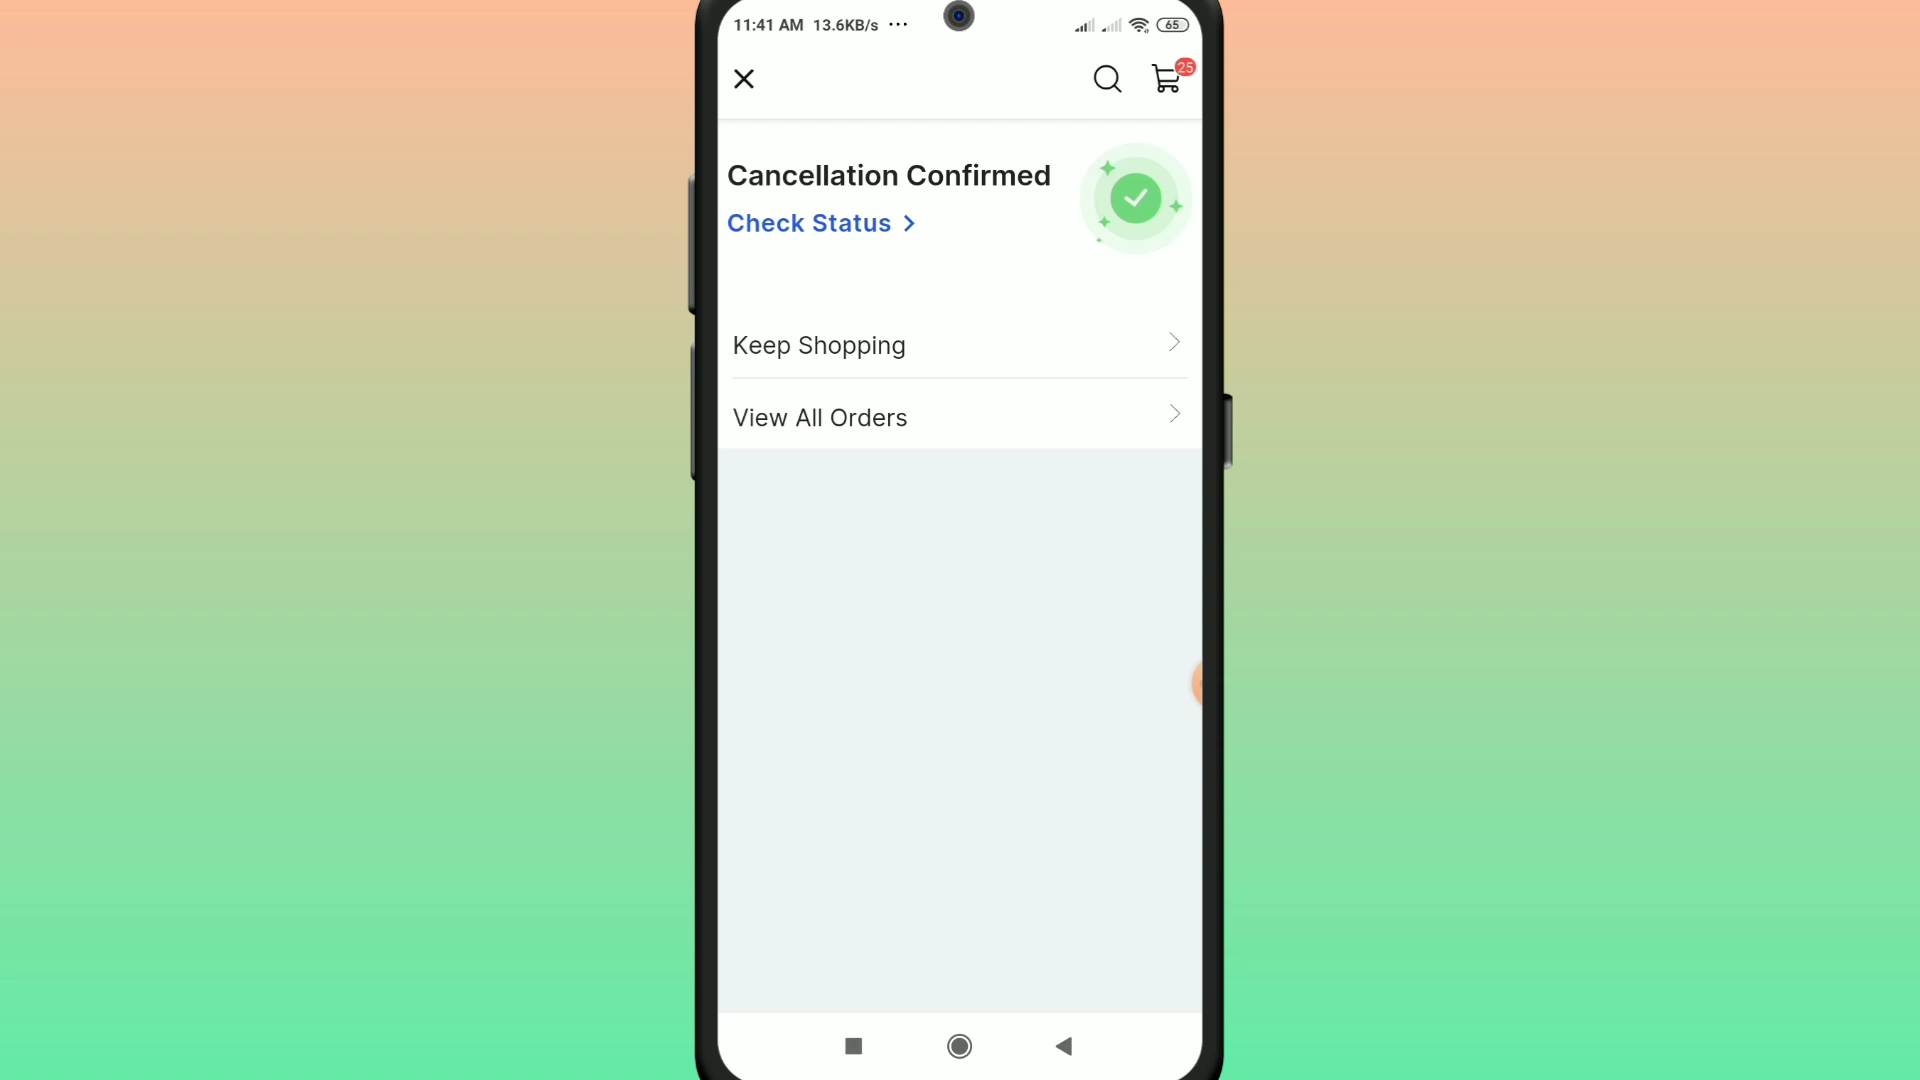 11:41 AM 13.6KB/s ··· 65
25
Cancellation Confirmed
Check Status
Keep Shopping
View All Orders